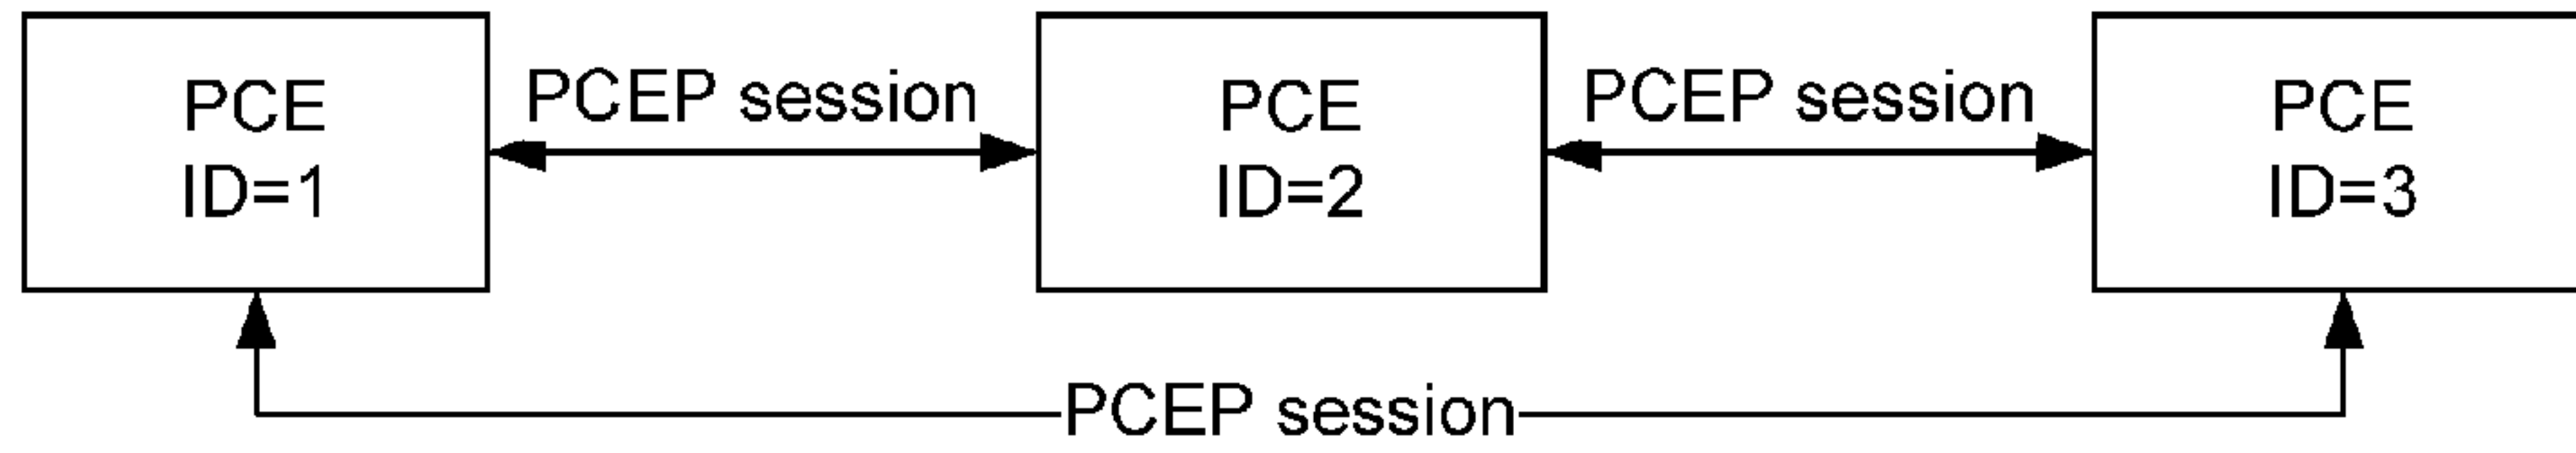 PCE
ID=1
PCEP session
PCE
ID=2
PCEP session
PCE
ID=3
PCEP session